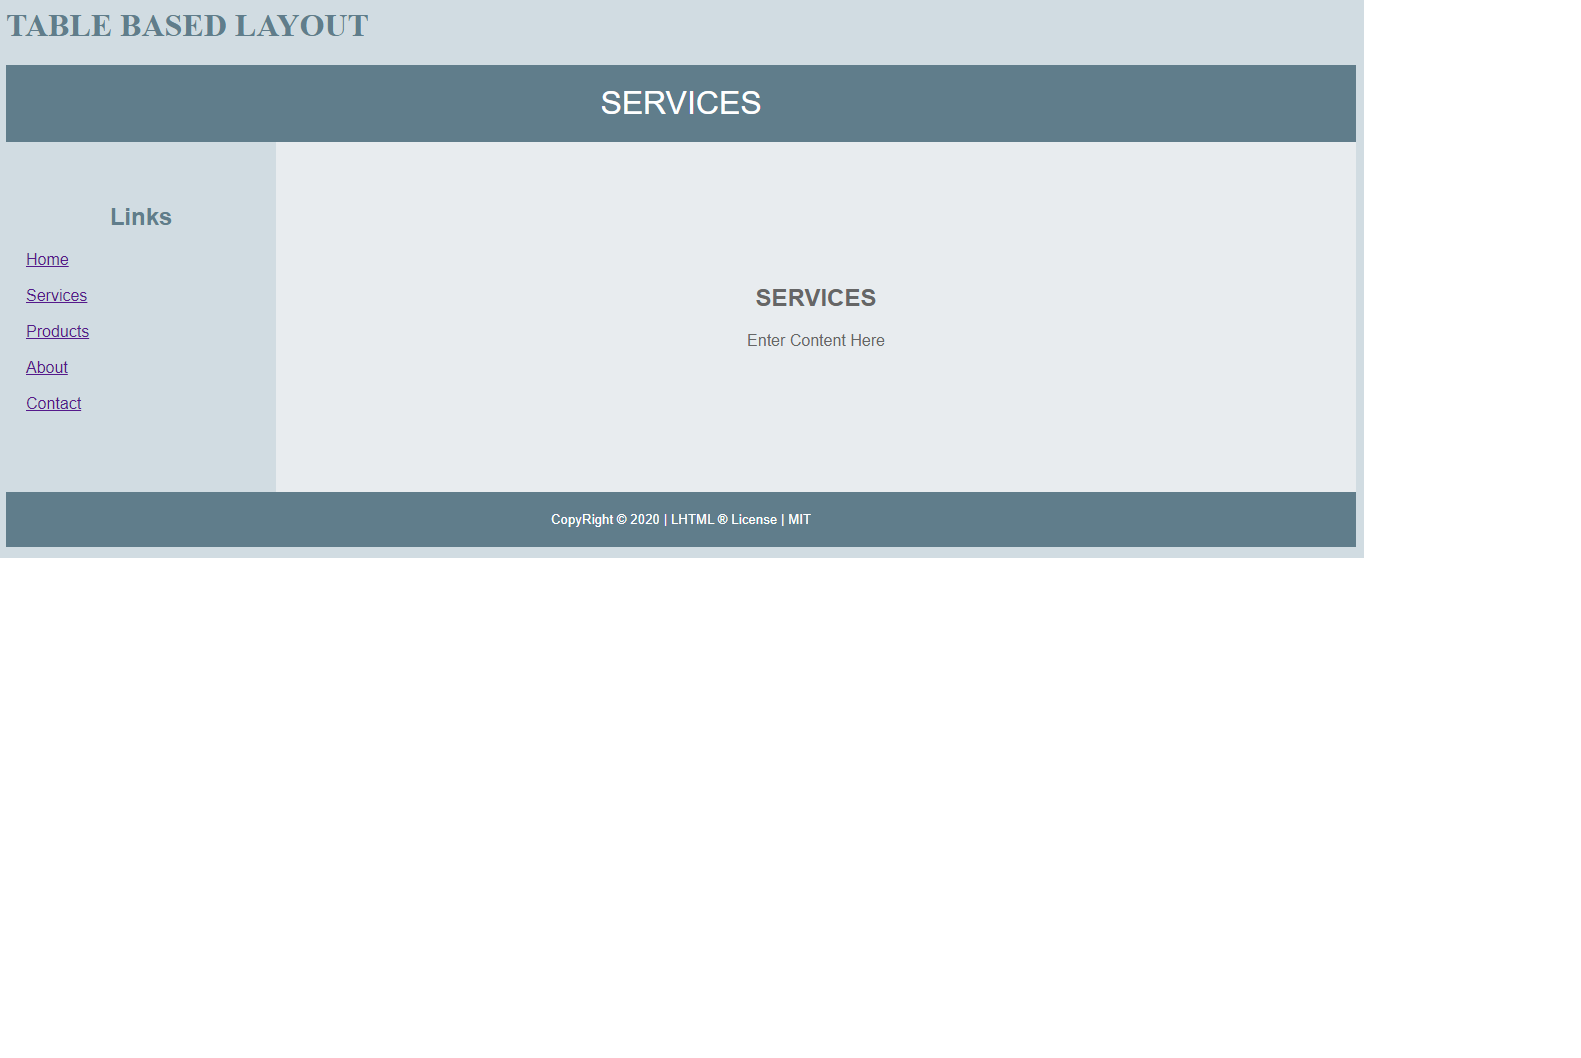 TABLE BASED LAYOUT
SERVICES
Links
Home
Services
Products
About
Contact
SERVICES
Enter Content Here
CopyRight © 2020 | LHTML ® License | MIT